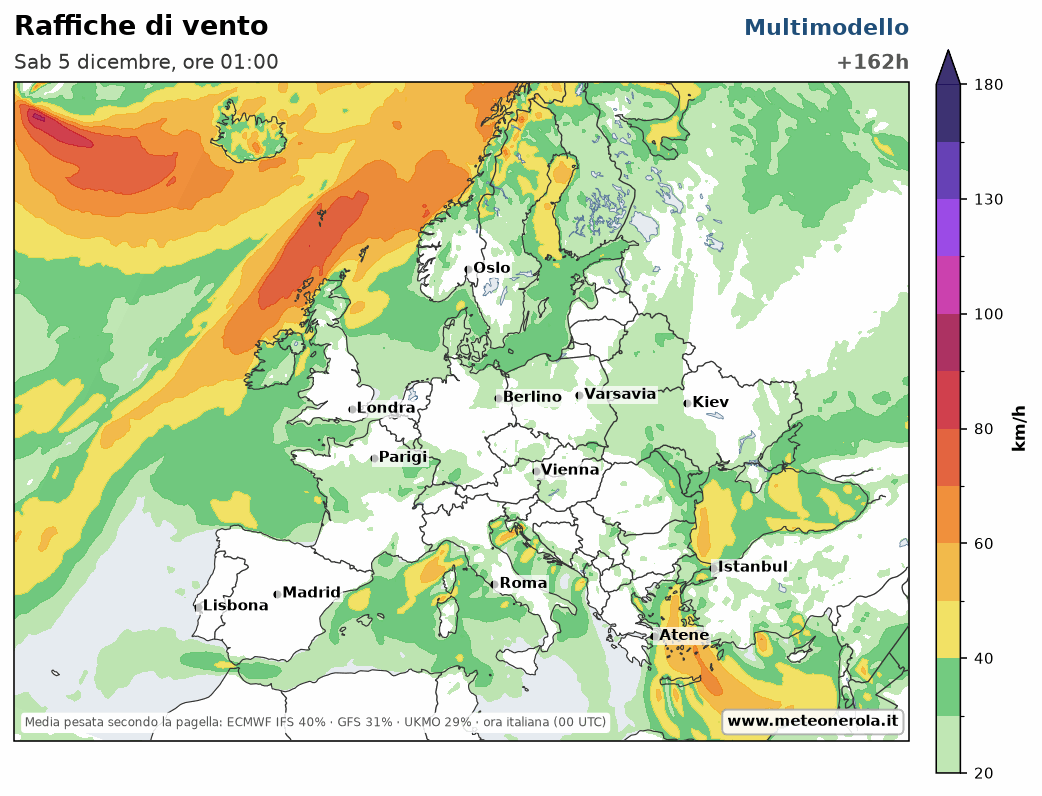 Raffiche di vento
Multimodello
Sab 5 dicembre, ore 01:00
+162h
180
130
100
80
60
40
20
km/h
Oslo
Londra
Berlino
Varsavia
Kiev
Parigi
Vienna
Istanbul
Roma
Madrid
Lisbona
Atene
Media pesata secondo la pagella: ECMWF IFS 40% · GFS 31% · UKMO 29% · ora italiana (00 UTC)
www.meteonerola.it